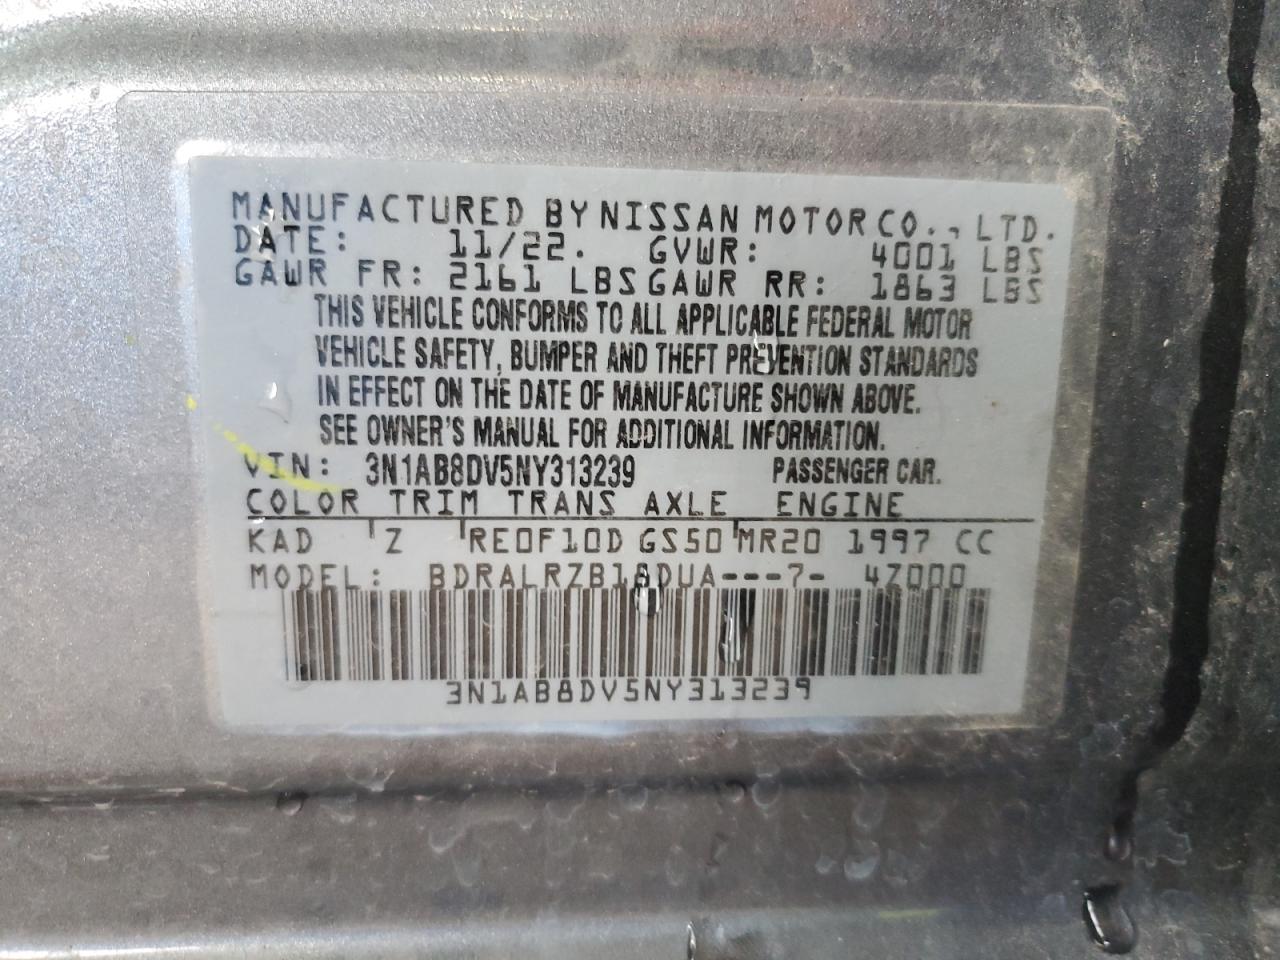 MANUFACTURED BY NISSAN MOTOR CO., LTD.
DATE: 11/22. GVWR: 4001 LBS
GAWR FR: 2161 LBS GAWR RR: 1863 LBS
THIS VEHICLE CONFORMS TO ALL APPLICABLE FEDERAL MOTOR
VEHICLE SAFETY, BUMPER AND THEFT PREVENTION STANDARDS
IN EFFECT ON THE DATE OF MANUFACTURE SHOWN ABOVE.
SEE OWNER'S MANUAL FOR ADDITIONAL INFORMATION.
VIN: 3N1AB8DV5NY313239 PASSENGER CAR.
COLOR TRIM TRANS AXLE ENGINE
KAD Z RE0F10D GS50 MR20 1997 CC
MODEL: BDRALRZB18DUA---7- 4Z000
3N1AB8DV5NY313239